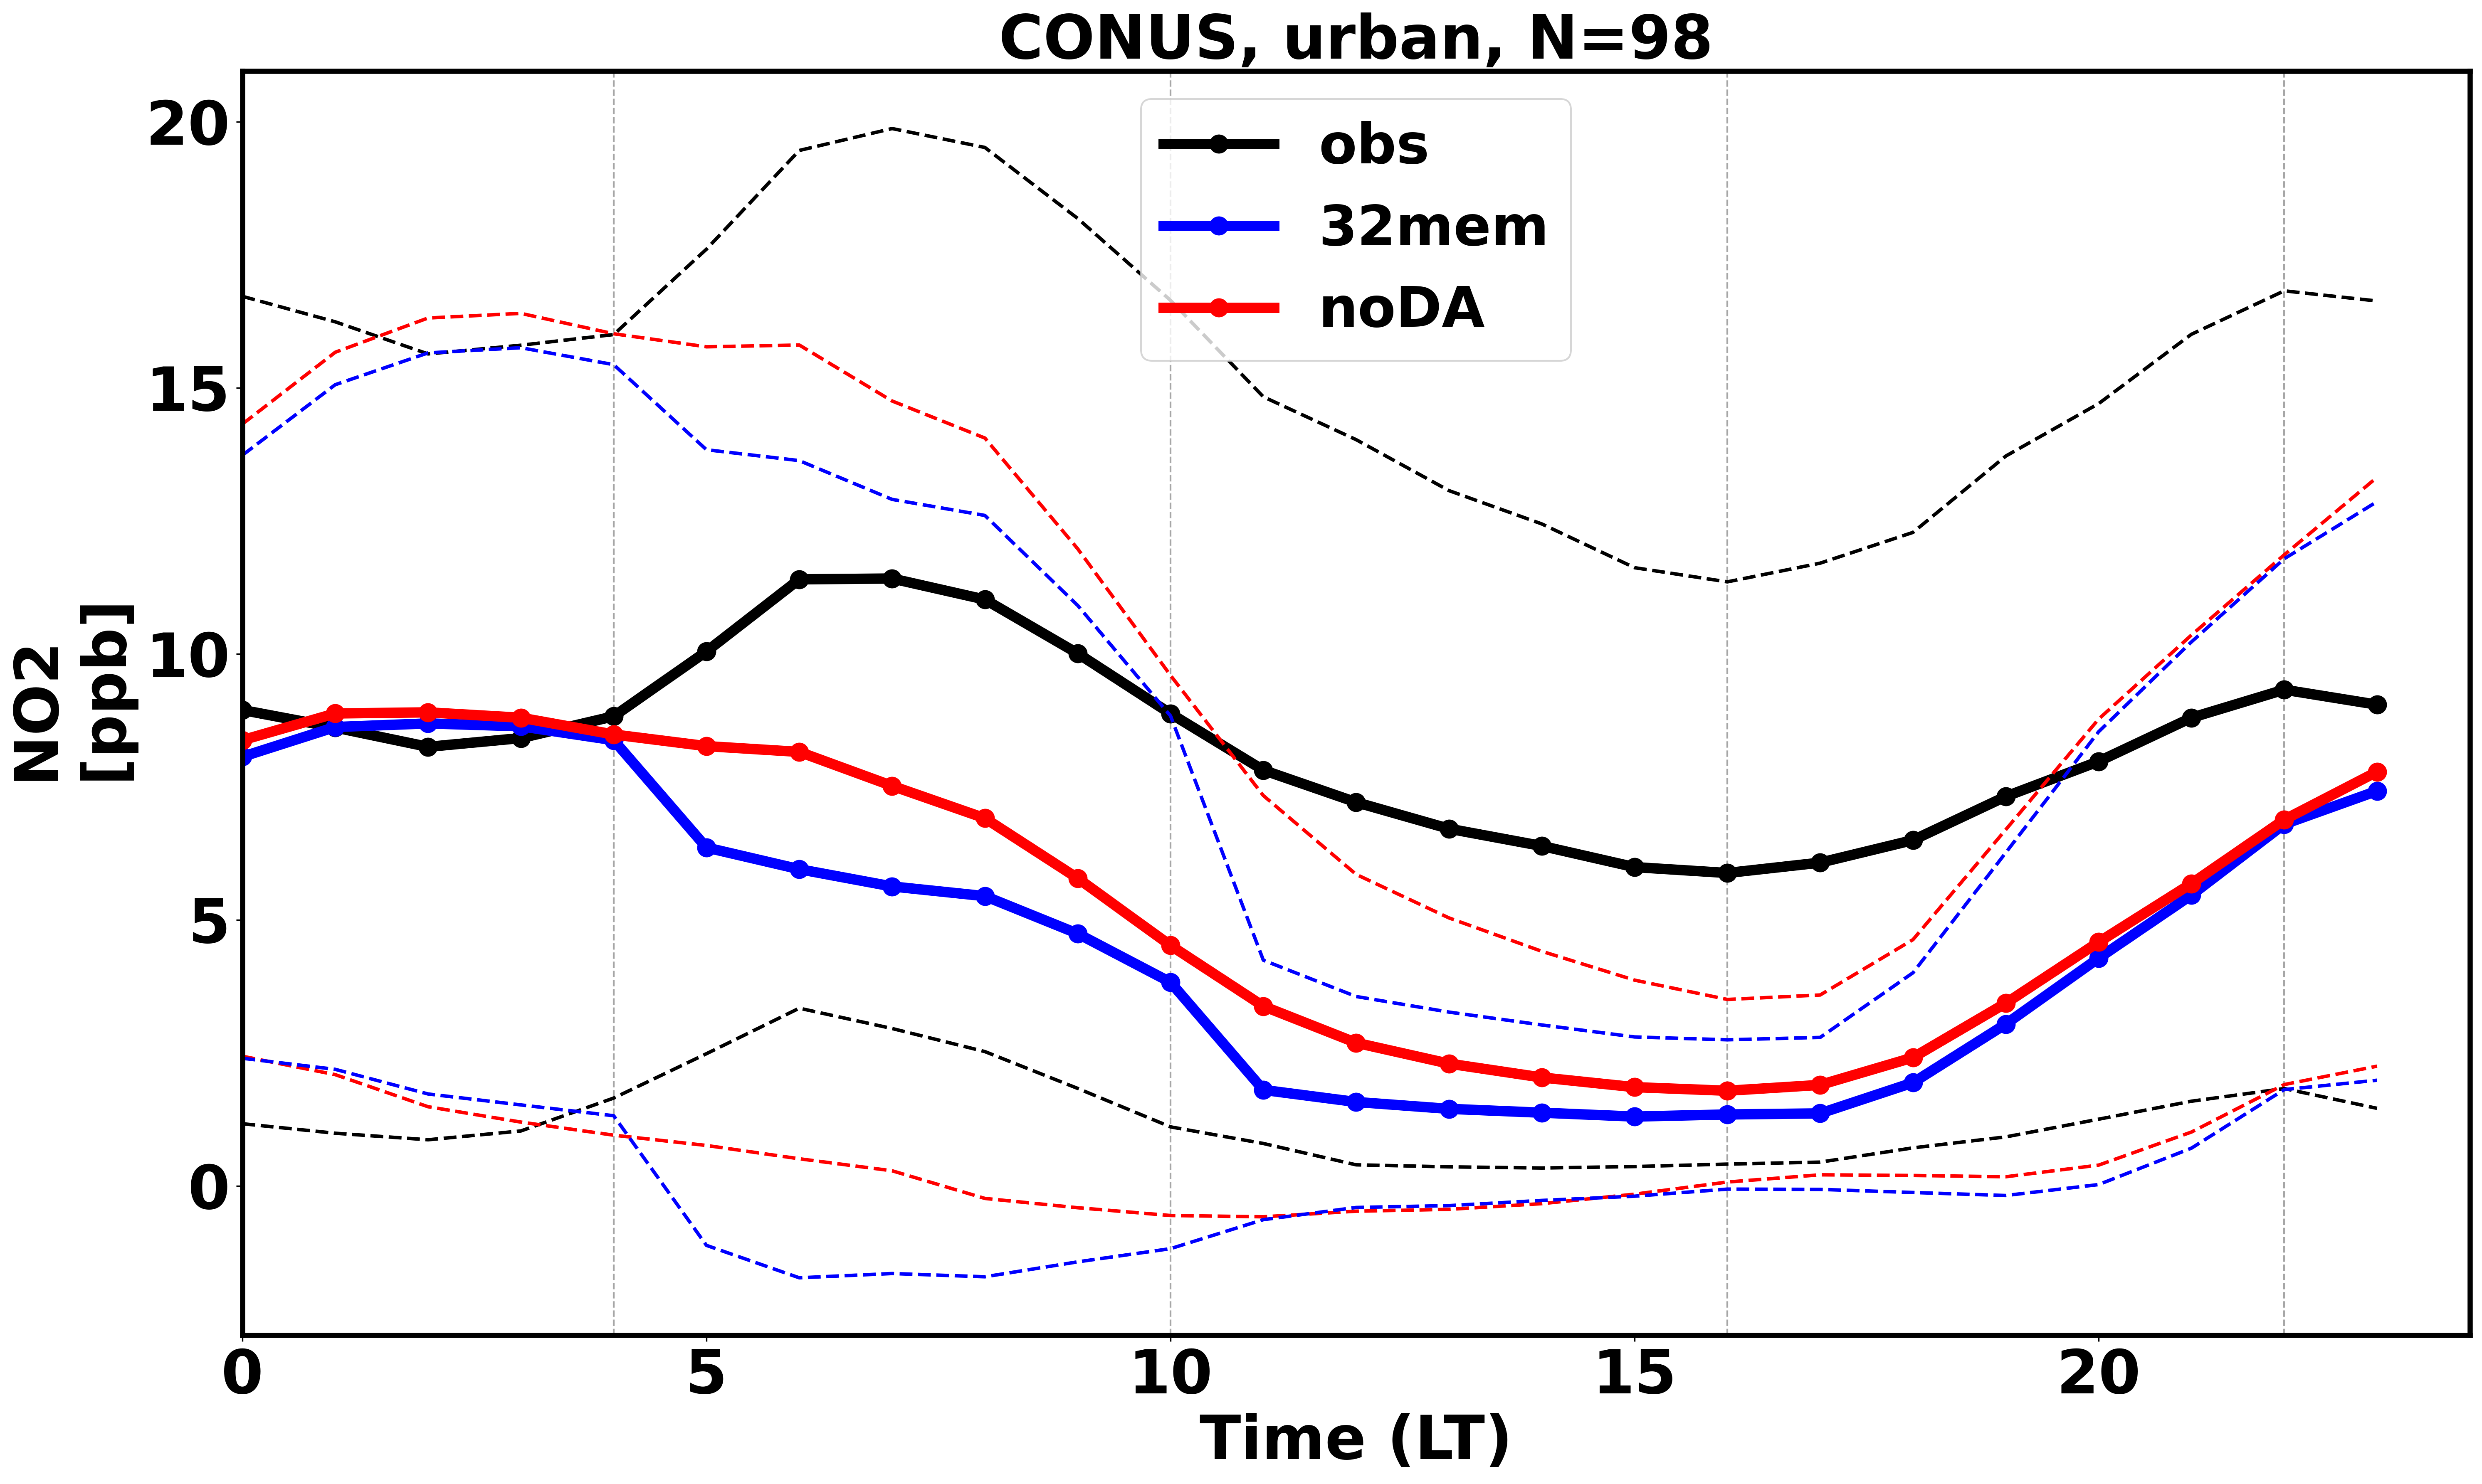 CONUS, urban, N=98
obs
32mem
noDA
NO2
[ppb]
20
15
10
5
0
0 5 10 15 20
Time (LT)